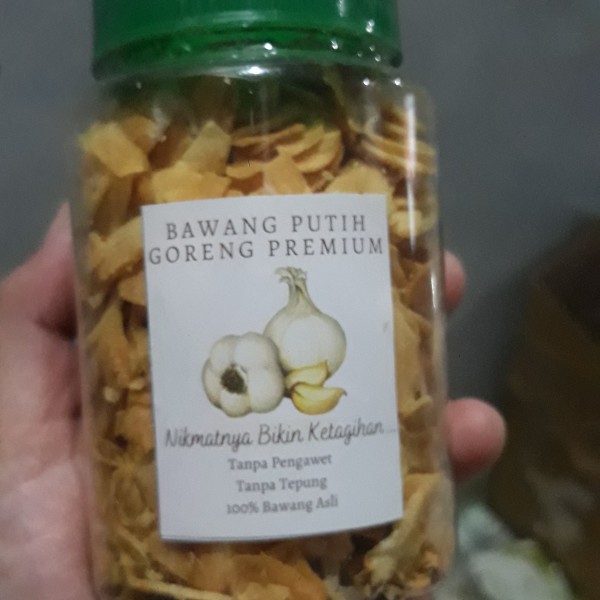 BAWANG PUTIH
GORENG PREMIUM
Nikmatnya Bikin Ketagihan...
Tanpa Pengawet
Tanpa Tepung
100% Bawang Asli